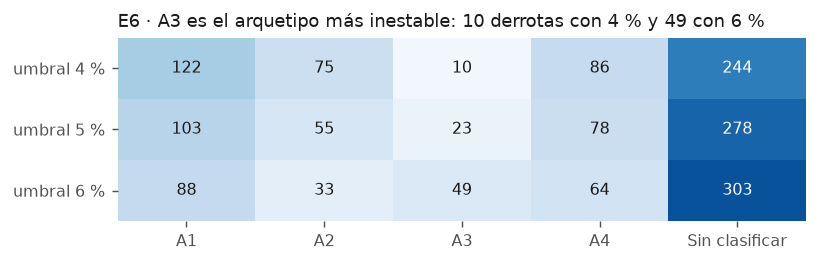 E6 · A3 es el arquetipo más inestable: 10 derrotas con 4 % y 49 con 6 %
umbral 4 % 122 75 10 86 244
umbral 5 % 103 55 23 78 278
umbral 6 % 88 33 49 64 303
A1 A2 A3 A4 Sin clasificar